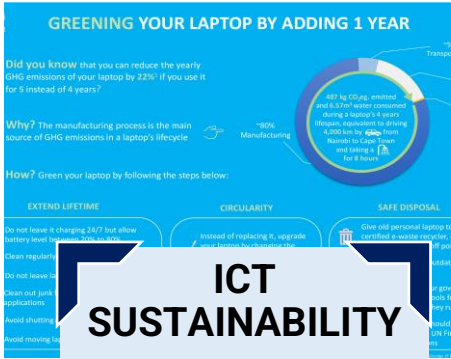 GREENING YOUR LAPTOP BY ADDING 1 YEAR
Did you know that you can reduce the yearly
GHG emissions of your laptop by 22%¹ if you use it
for 5 instead of 4 years?
Why? The manufacturing process is the main
source of GHG emissions in a laptop's lifecycle
How? Green your laptop by following the steps below:
~80%
Manufacturing
487 kg CO₂eq. emitted
and 6.57m³ water consumed
during a laptop's 4 years
lifespan, equivalent to driving
4,000 km by from
Nairobi to Cape Town
and taking a
for 8 hours
EXTEND LIFETIME
Do not leave it charging 24/7 but allow
battery level between 20% to 80%
Clean regularly
Do not leave
Clean out junk
applications
Avoid shutting
Avoid moving
CIRCULARITY
Instead of replacing it, upgrade
your laptop by changing the
SAFE DISPOSAL
Give old personal laptop to
certified e-waste recycler,
ICT
SUSTAINABILITY